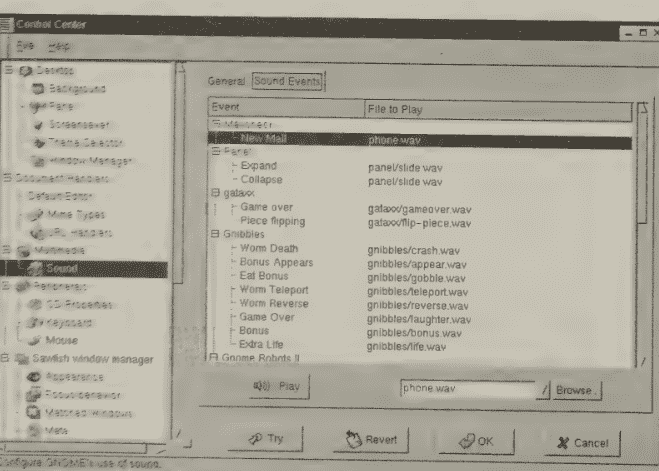 Control Center
File Help
Desktop
Background
Panel
Screensaver
Theme Selector
Window Manager
Document Handlers
Default Editor
Mime Types
URL Handlers
Multimedia
Sound
Peripherals
CD Properties
Keyboard
Mouse
Sawfish window manager
Appearance
Focus behavior
Matched Windows
Meta
General Sound Events
Event File to Play
Mailcheck
New Mail phone.wav
Panel
Expand panel/slide.wav
Collapse panel/slide.wav
gataxx
Game over gataxx/gameover.wav
Piece flipping gataxx/flip-piece.wav
Gnibbles
Worm Death gnibbles/crash.wav
Bonus Appears gnibbles/appear.wav
Eat Bonus gnibbles/gobble.wav
Worm Teleport gnibbles/teleport.wav
Worm Reverse gnibbles/reverse.wav
Game Over gnibbles/laughter.wav
Bonus gnibbles/bonus.wav
Extra Life gnibbles/life.wav
Gnome Robots II
Play phone.wav Browse.
Try Revert OK Cancel
Configure GNOME's use of sound.